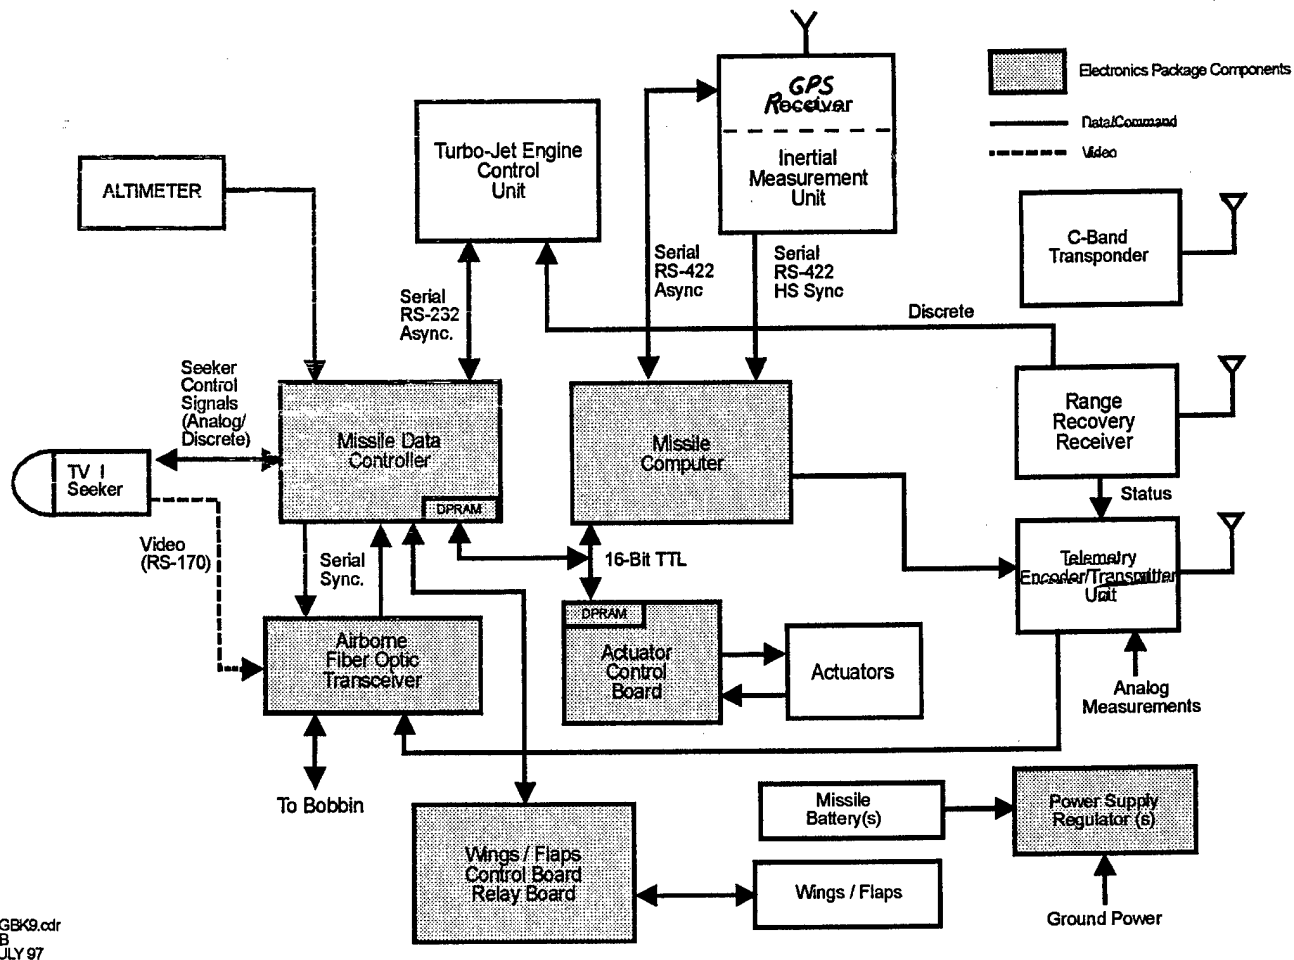 GPS
Receiver
Inertial
Measurement
Unit
Electronics Package Components
Data/Command
Video
Turbo-Jet Engine
Control
Unit
ALTIMETER
C-Band
Transponder
Serial
RS-422
Async
Serial
RS-422
HS Sync
Serial
RS-232
Async.
Discrete
Seeker
Control
Signals
(Analog/
Discrete)
Missile Data
Controller
DPRAM
Missile
Computer
Range
Recovery
Receiver
TV I
Seeker
Status
Video
(RS-170)
Serial
Sync.
16-Bit TTL
Telemetry
Encoder/Transmitter
Unit
DPRAM
Actuator
Control
Board
Actuators
Airborne
Fiber Optic
Transceiver
Analog
Measurements
To Bobbin
Missile
Battery(s)
Power Supply
Regulator (s)
Wings / Flaps
Control Board
Relay Board
Wings / Flaps
Ground Power
GBK9.cdr
B
ULY 97